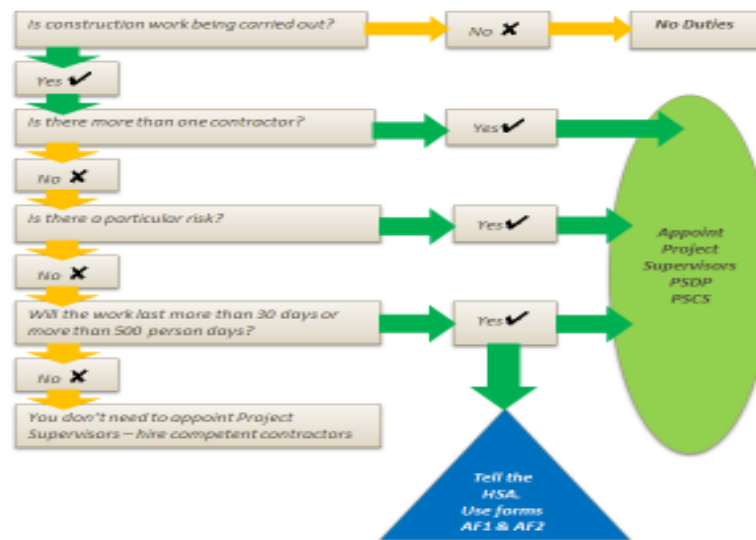 Is construction work being carried out?
No ✘
No Duties
Yes ✔
Is there more than one contractor?
Yes ✔
No ✘
Is there a particular risk?
Yes ✔
No ✘
Will the work last more than 30 days or
more than 500 person days?
Yes ✔
No ✘
You don't need to appoint Project
Supervisors – hire competent contractors
Appoint
Project
Supervisors
PSDP
PSCS
Tell the
HSA.
Use forms
AF1 & AF2